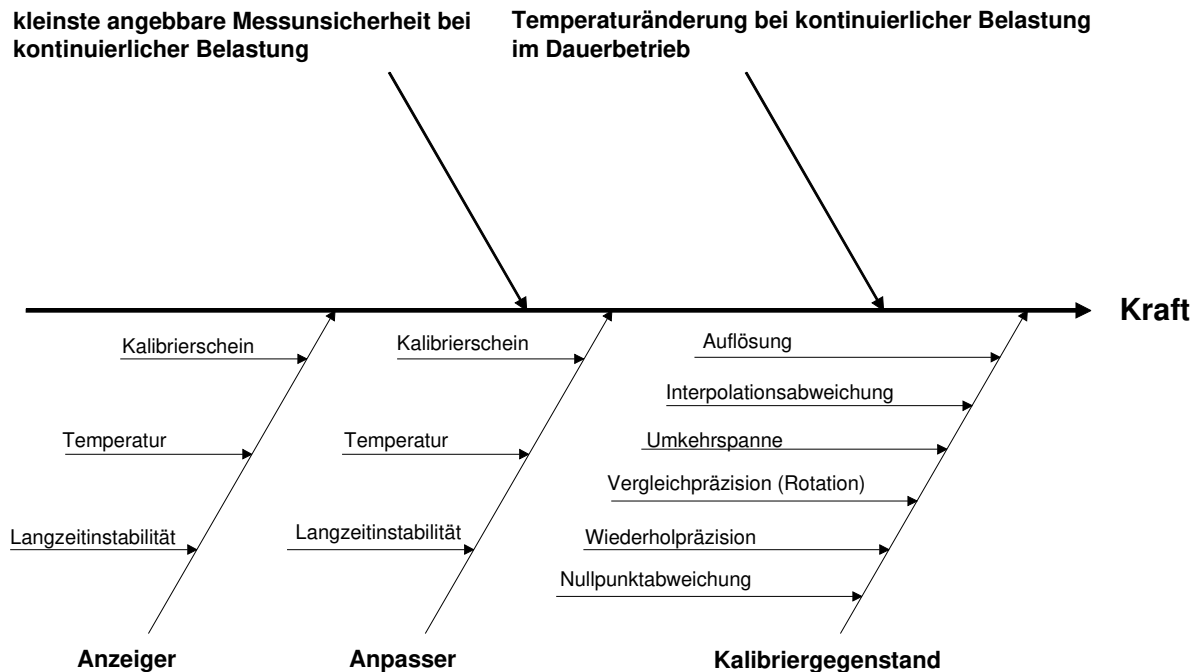 kleinste angebbare Messunsicherheit bei
kontinuierlicher Belastung
Temperaturänderung bei kontinuierlicher Belastung
im Dauerbetrieb
Kraft
Kalibrierschein
Temperatur
Langzeitinstabilität
Anzeiger
Kalibrierschein
Temperatur
Langzeitinstabilität
Anpasser
Auflösung
Interpolationsabweichung
Umkehrspanne
Vergleichpräzision (Rotation)
Wiederholpräzision
Nullpunktabweichung
Kalibriergegenstand